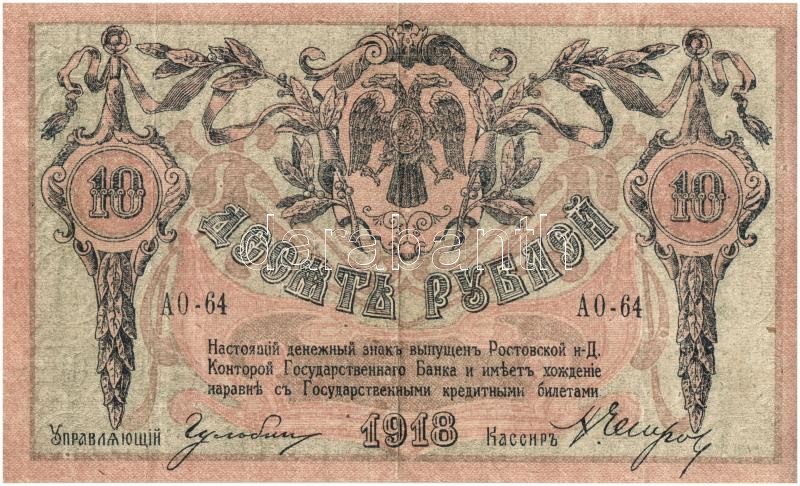 10
10
ДЕСЯТЬ РУБЛЕЙ
darabanth
АО-64
АО-64
Настоящій денежный знакъ выпущенъ Ростовской н-Д.
Конторой Государственнаго Банка и имѣетъ хожденіе
наравнѣ съ Государственными кредитными билетами
Управляющій
1918
Кассиръ